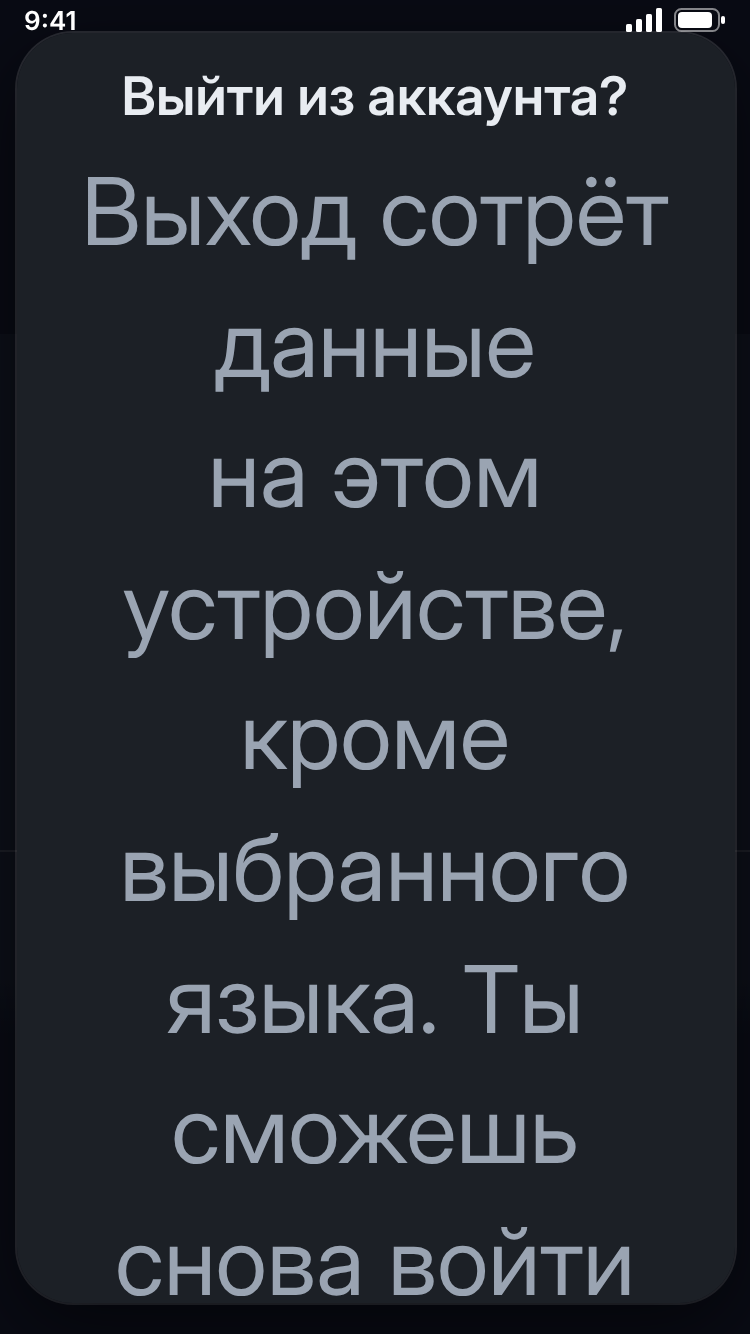 9:41
Выйти из аккаунта?
Выход сотрёт
данные
на этом
устройстве,
кроме
выбранного
языка. Ты
сможешь
снова войти